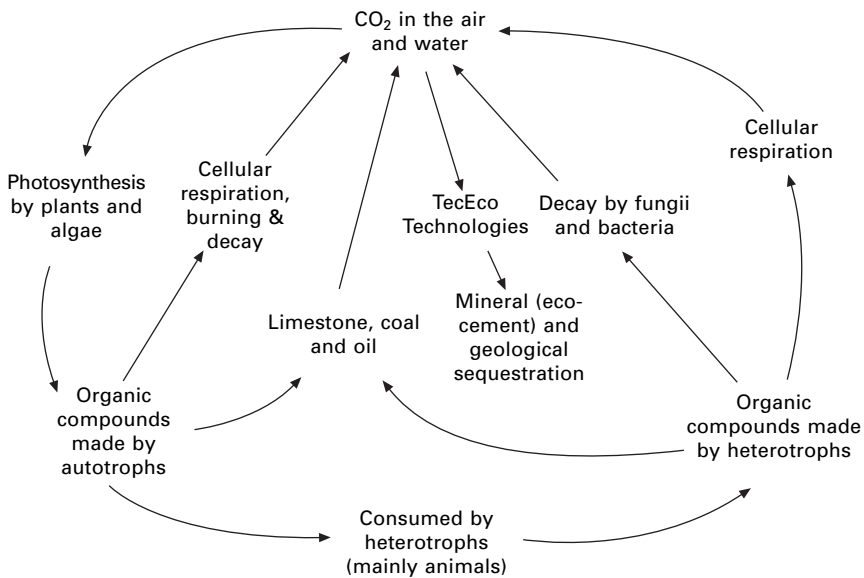 CO₂ in the air
and water
Photosynthesis
by plants and
algae
Cellular
respiration,
burning &
decay
TecEco
Technologies
Decay by fungii
and bacteria
Cellular
respiration
Limestone, coal
and oil
Mineral (eco-
cement) and
geological
sequestration
Organic
compounds
made by
autotrophs
Organic
compounds made
by heterotrophs
Consumed by
heterotrophs
(mainly animals)